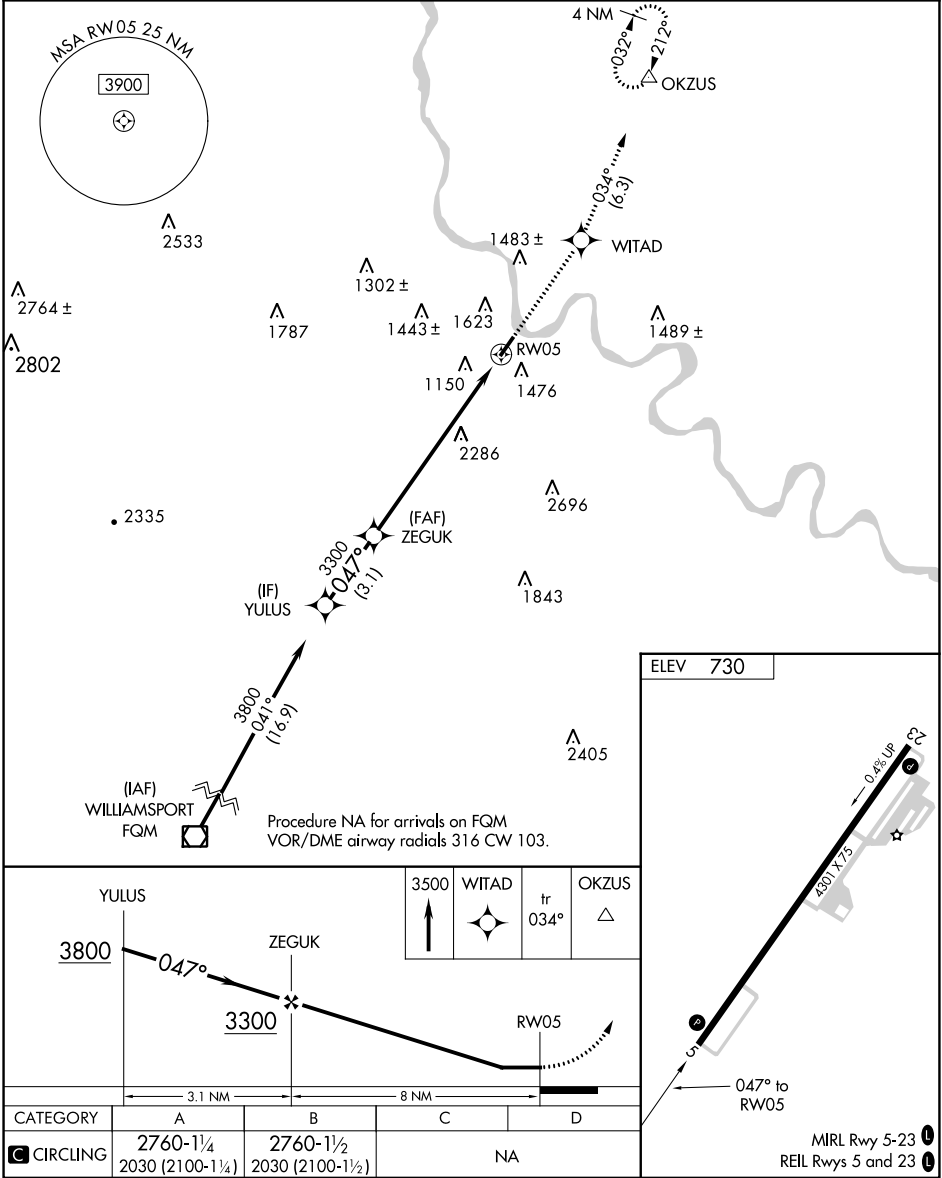 MSA RW05 25 NM
3900
4 NM
032°
212°
OKZUS
034°
(6.3)
WITAD
2533
1483 ±
1302 ±
2764 ±
1787
1443 ±
1623
1489 ±
2802
RW05
1150
1476
2286
2696
2335
(FAF)
ZEGUK
3300
047°
(3.1)
(IF)
YULUS
1843
3800
041°
(16.9)
2405
(IAF)
WILLIAMSPORT
FQM
Procedure NA for arrivals on FQM
VOR/DME airway radials 316 CW 103.
ELEV 730
23
0.4% UP
P
4301 X 75
P
5
047° to
RW05
MIRL Rwy 5-23 L
REIL Rwys 5 and 23 L
YULUS
3500
WITAD
tr
034°
OKZUS
3800
047°
ZEGUK
3300
RW05
3.1 NM
8 NM
CATEGORY A B C D
C CIRCLING 2760-1¼ 2760-1½ NA
2030 (2100-1¼) 2030 (2100-1½)